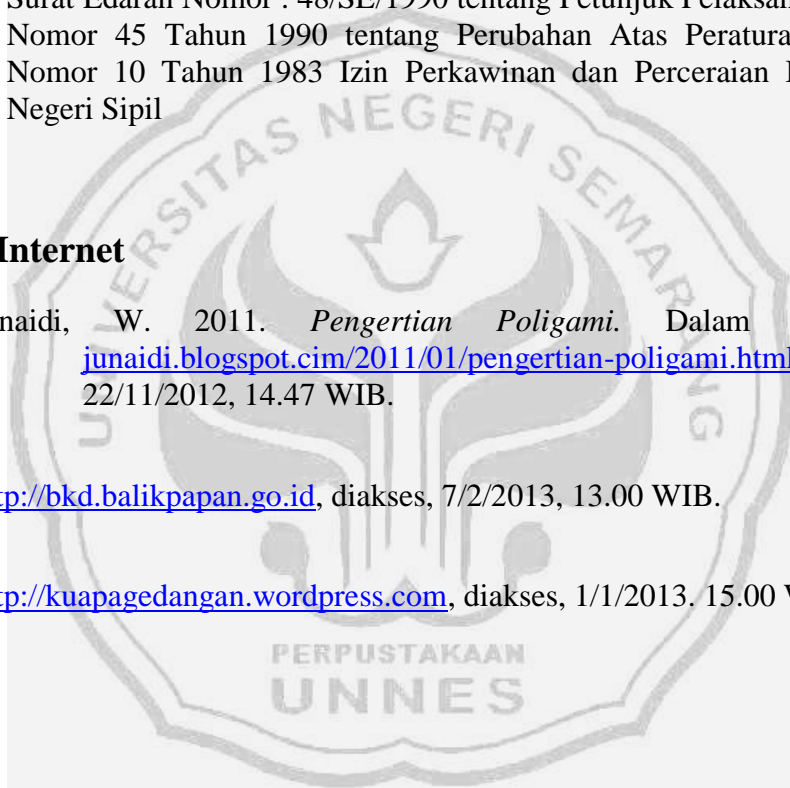 Surat Edaran Nomor : 48/SE/1990 tentang Petunjuk Pelaksan
Nomor 45 Tahun 1990 tentang Perubahan Atas Peratura
Nomor 10 Tahun 1983 Izin Perkawinan dan Perceraian
Negeri Sipil
Internet
naidi, W. 2011. Pengertian Poligami. Dalam
junaidi.blogspot.cim/2011/01/pengertian-poligami.html
22/11/2012, 14.47 WIB.
tp://bkd.balikpapan.go.id, diakses, 7/2/2013, 13.00 WIB.
tp://kuapagedangan.wordpress.com, diakses, 1/1/2013. 15.00 W
UNIVERSITAS NEGERI SEMARANG
PERPUSTAKAAN
UNNES